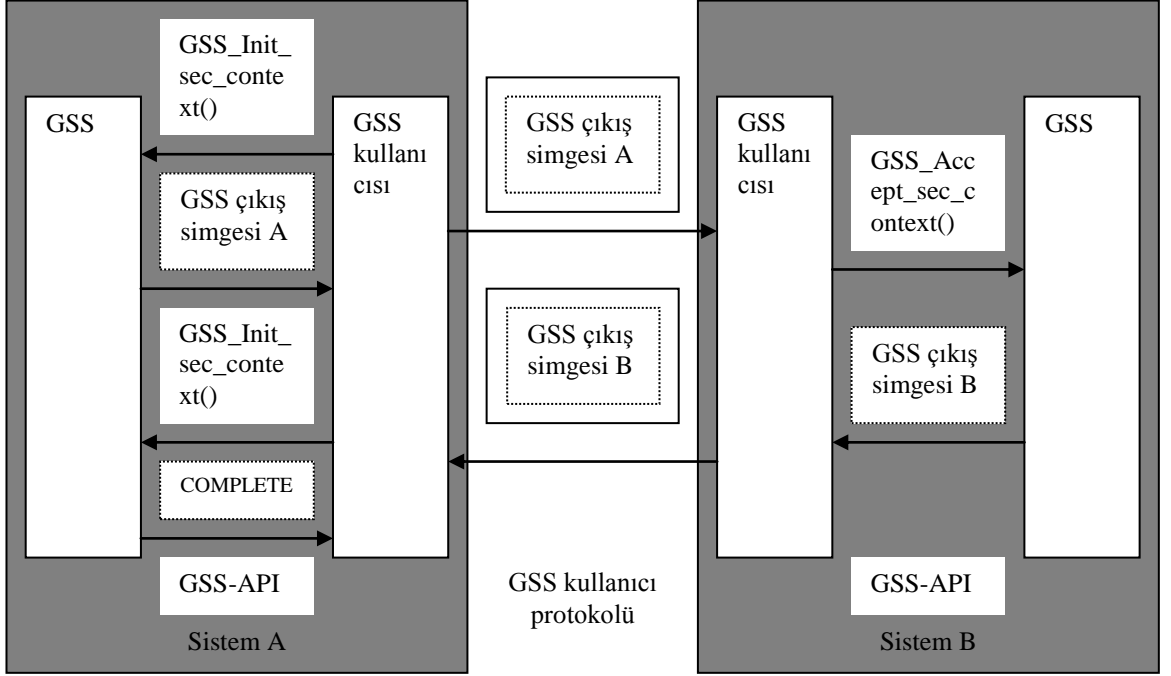 GSS_Init_
sec_conte
xt()
GSS
GSS
kullanı
cısı
GSS çıkış
simgesi A
GSS_Init_
sec_conte
xt()
COMPLETE
GSS-API
Sistem A
GSS çıkış
simgesi A
GSS çıkış
simgesi B
GSS kullanıcı
protokolü
GSS
kullanı
cısı
GSS_Acc
ept_sec_c
ontext()
GSS
GSS çıkış
simgesi B
GSS-API
Sistem B